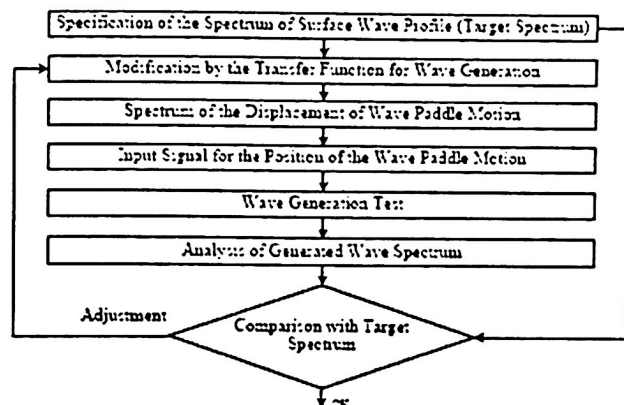 Specification of the Spectrum of Surface Wave Profile (Target Spectrum)
Modification by the Transfer Function for Wave Generation
Spectrum of the Displacement of Wave Paddle Motion
Input Signal for the Position of the Wave Paddle Motion
Wave Generation Test
Analysis of Generated Wave Spectrum
Adjustment
Comparison with Target
Spectrum